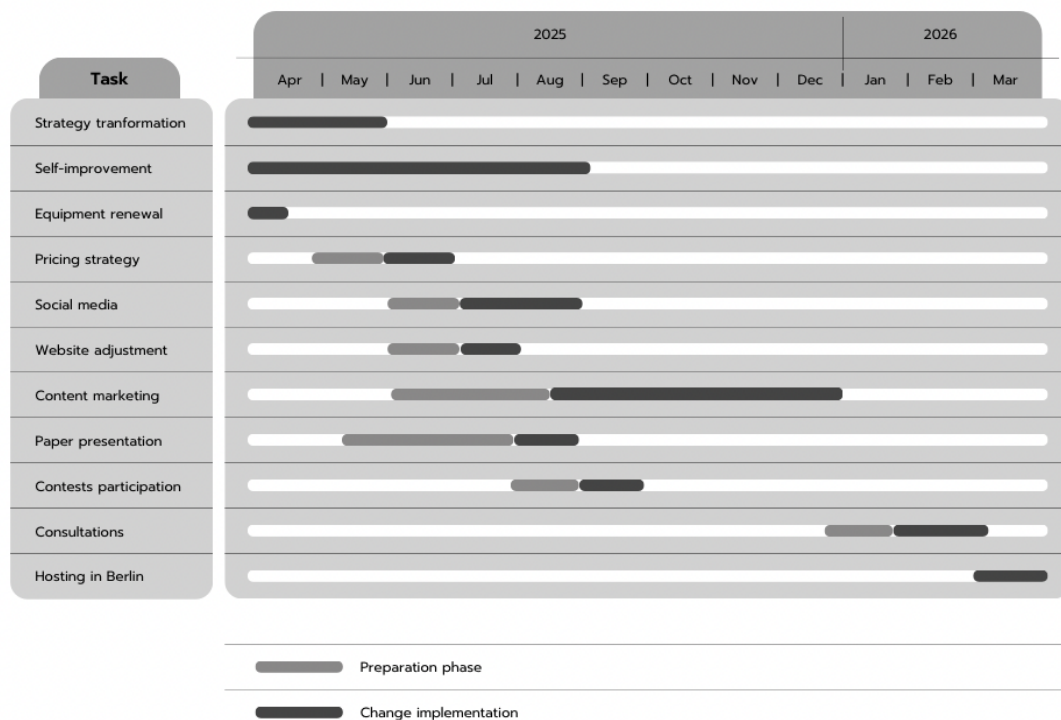 2025 2026
Task
Apr | May | Jun | Jul | Aug | Sep | Oct | Nov | Dec | Jan | Feb | Mar
Strategy tranformation
Self-improvement
Equipment renewal
Pricing strategy
Social media
Website adjustment
Content marketing
Paper presentation
Contests participation
Consultations
Hosting in Berlin
Preparation phase
Change implementation